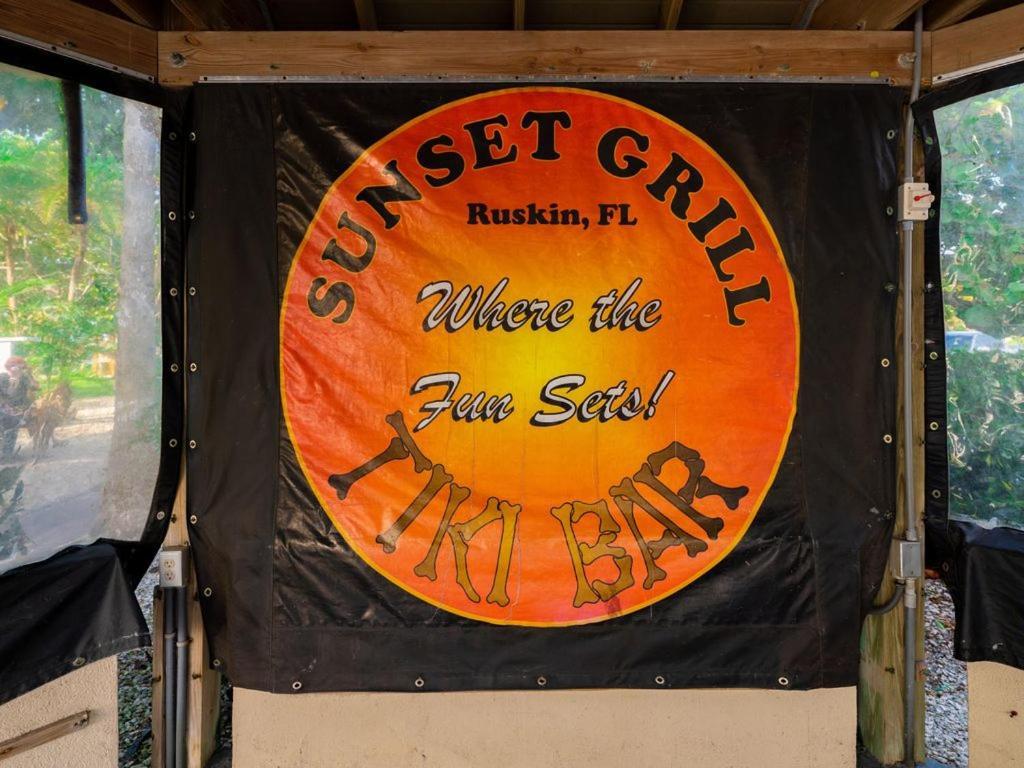 SUNSET GRILL
Ruskin, FL
Where the
Fun Sets!
TIKI BAR